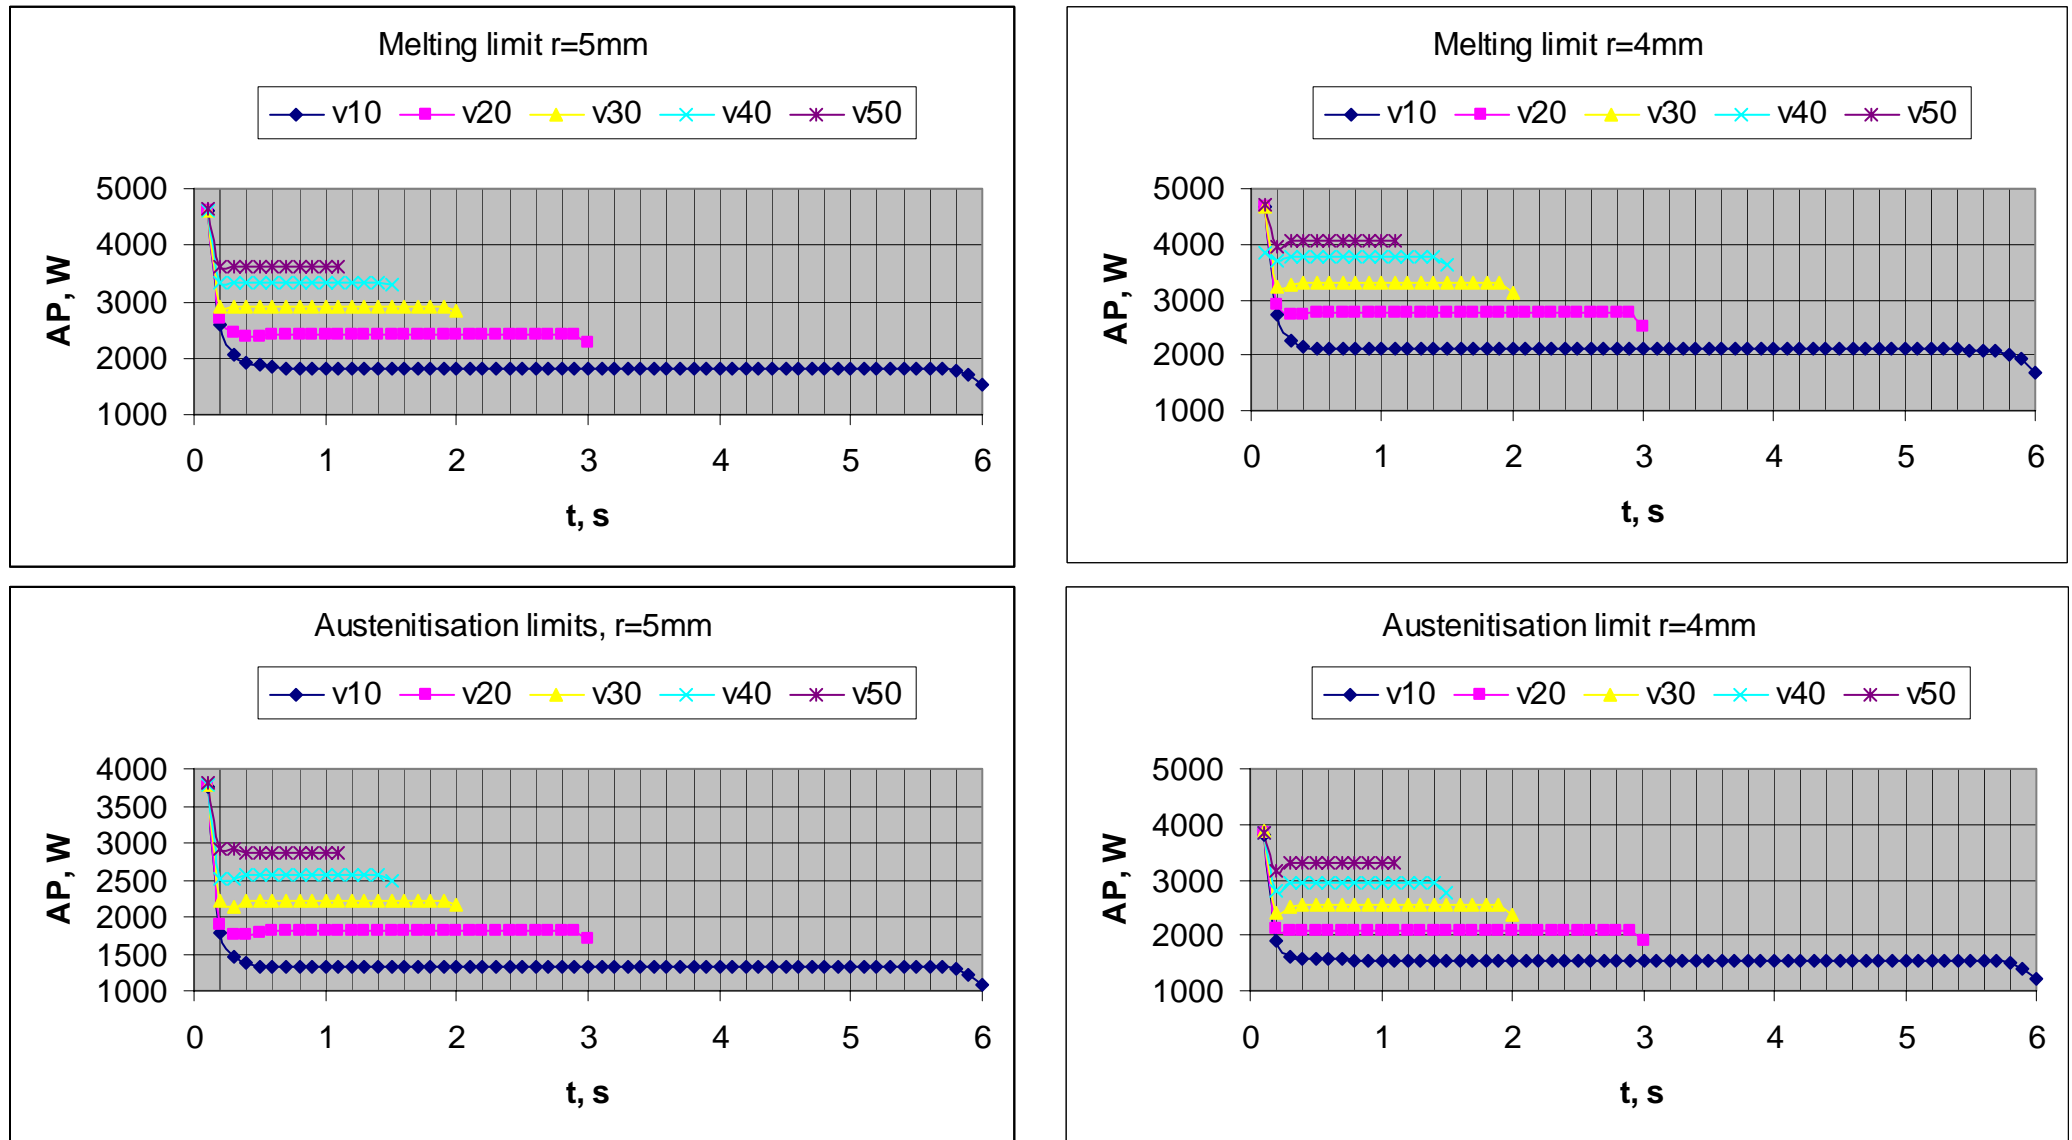 Melting limit r=5mm
v10 v20 v30 v40 v50
5000
4000
3000
2000
1000
AP, W
0 1 2 3 4 5 6
t, s
Melting limit r=4mm
v10 v20 v30 v40 v50
5000
4000
3000
2000
1000
AP, W
0 1 2 3 4 5 6
t, s
Austenitisation limits, r=5mm
v10 v20 v30 v40 v50
4000
3500
3000
2500
2000
1500
1000
AP, W
0 1 2 3 4 5 6
t, s
Austenitisation limit r=4mm
v10 v20 v30 v40 v50
5000
4000
3000
2000
1000
AP, W
0 1 2 3 4 5 6
t, s